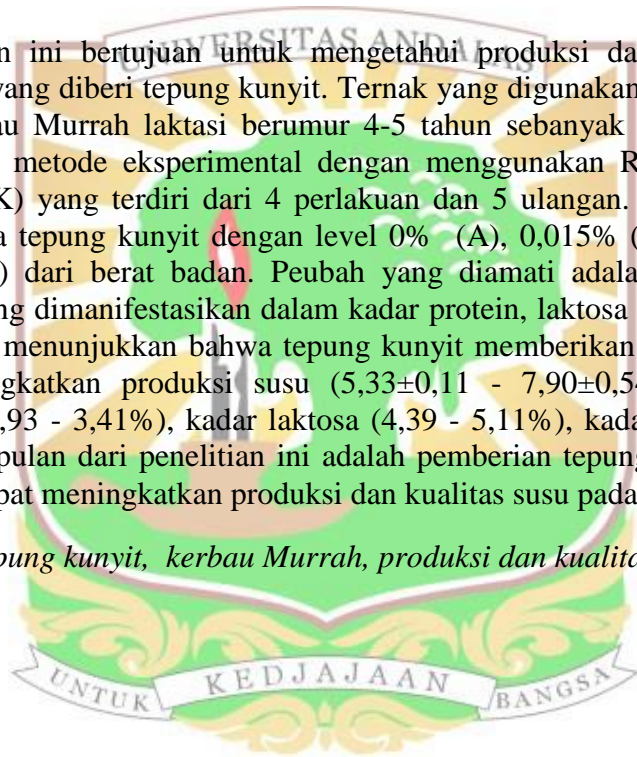 UNIVERSITAS ANDALAS
n ini bertujuan untuk mengetahui produksi da
yang diberi tepung kunyit. Ternak yang digunakan
au Murrah laktasi berumur 4-5 tahun sebanyak
metode eksperimental dengan menggunakan R
K) yang terdiri dari 4 perlakuan dan 5 ulangan.
a tepung kunyit dengan level 0% (A), 0,015% (
) dari berat badan. Peubah yang diamati adala
ng dimanifestasikan dalam kadar protein, laktosa
menunjukkan bahwa tepung kunyit memberikan
ngkatkan produksi susu (5,33±0,11 - 7,90±0,54
,93 - 3,41%), kadar laktosa (4,39 - 5,11%), kada
pulan dari penelitian ini adalah pemberian tepung
pat meningkatkan produksi dan kualitas susu pada
pung kunyit, kerbau Murrah, produksi dan kualita
UNTUK KEDJAJAAN BANGSA